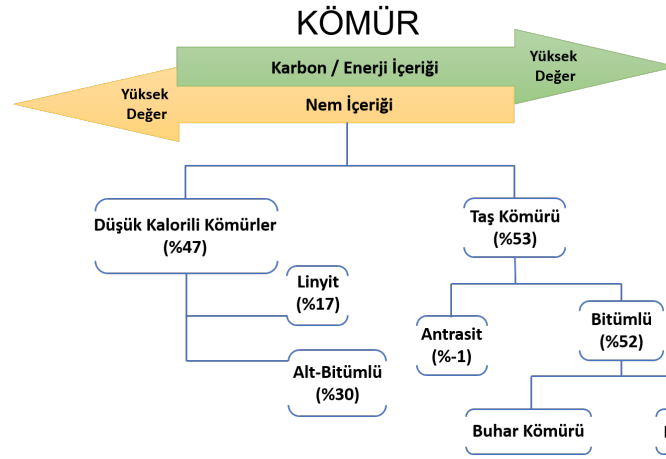 KÖMÜR
Karbon / Enerji İçeriği
Yüksek
Değer
Yüksek
Değer
Nem İçeriği
Düşük Kalorili Kömürler
(%47)
Taş Kömürü
(%53)
Linyit
(%17)
Antrasit
(%-1)
Bitümlü
(%52)
Alt-Bitümlü
(%30)
Buhar Kömürü